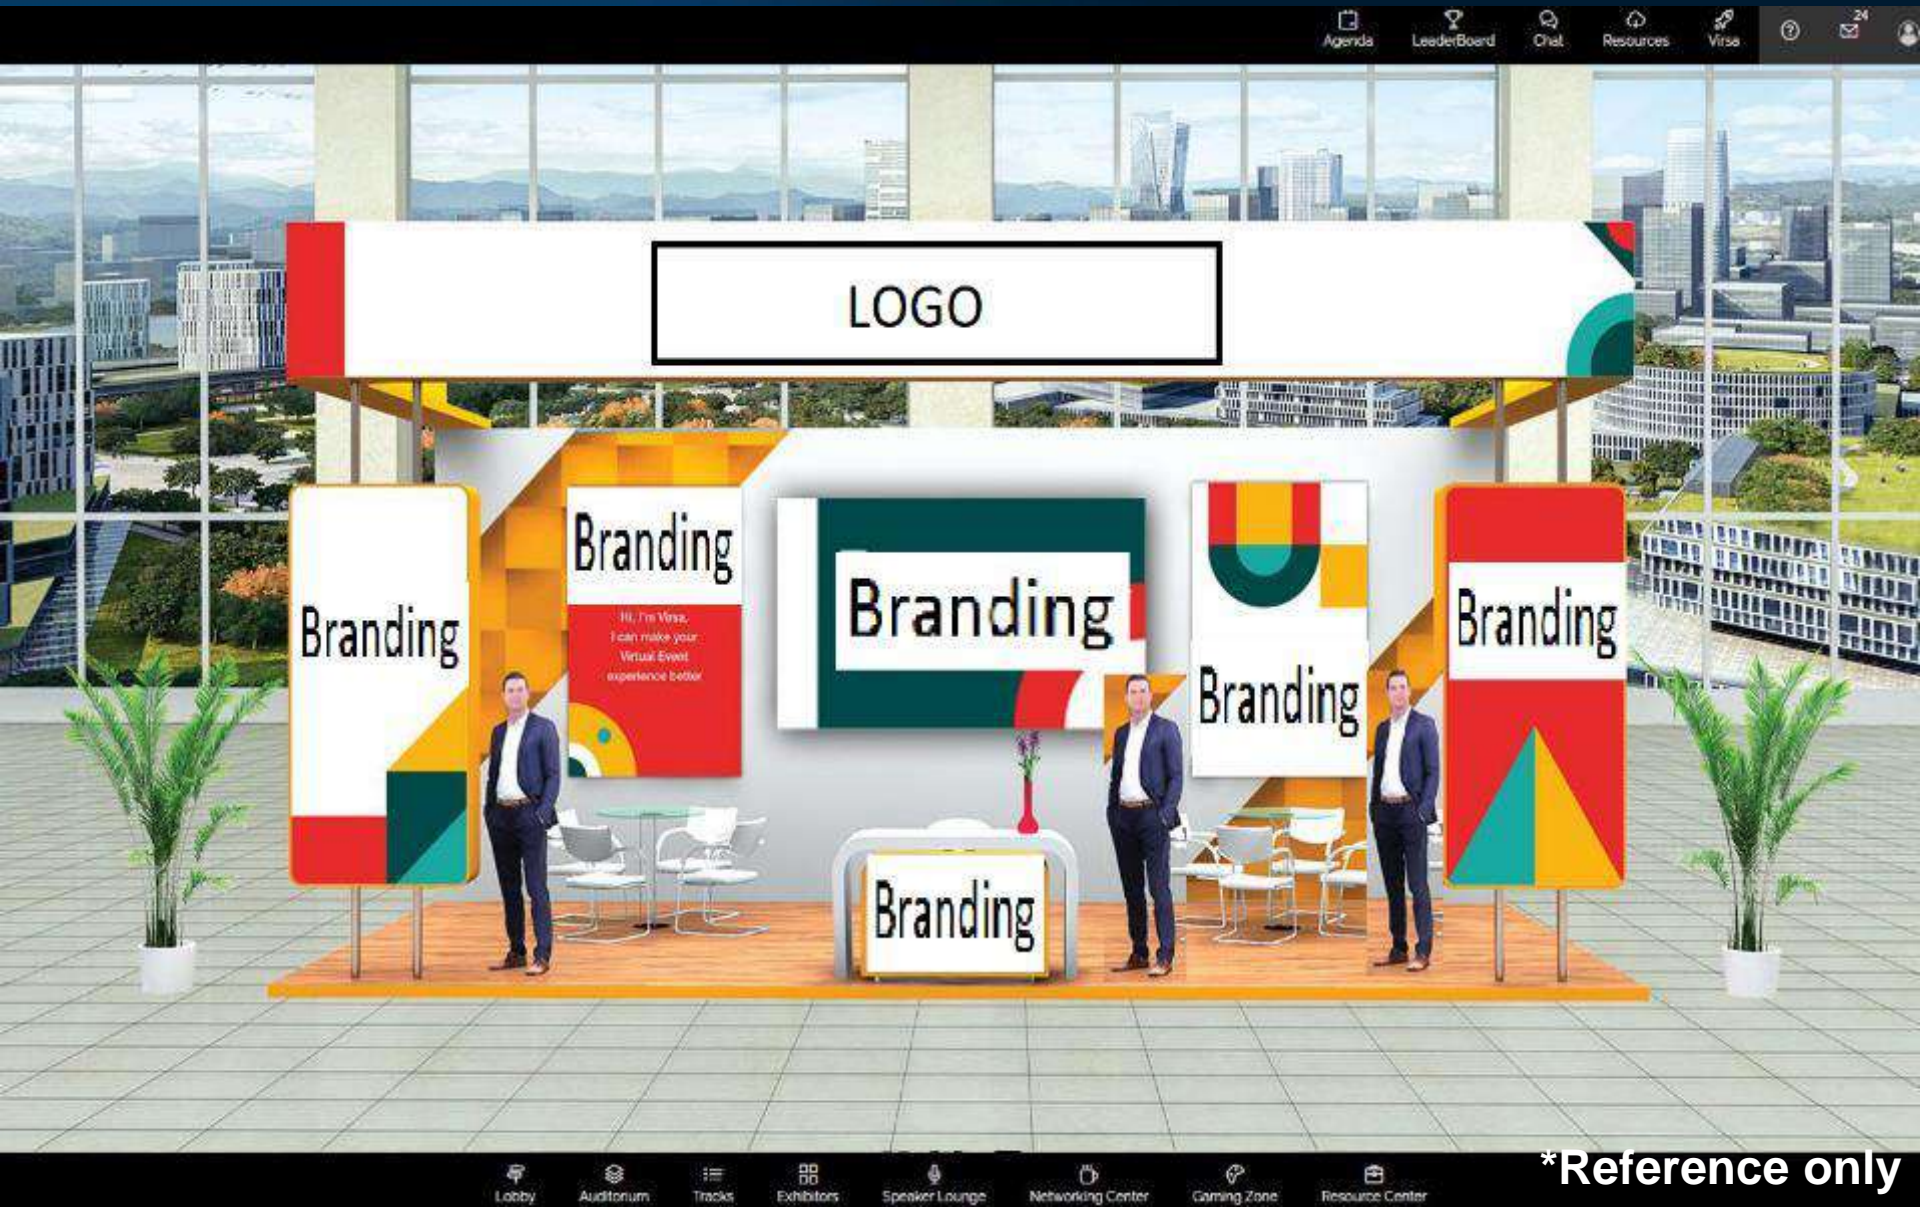 Agenda
LeaderBoard
Chat
Resources
Virsa
24
LOGO
Branding
Branding
Hi, I'm Virsa,
I can make your
Virtual Event
experience better
Branding
Branding
Branding
Branding
Lobby
Auditorium
Tracks
Exhibitors
Speaker Lounge
Networking Center
Gaming Zone
Resource Center
*Reference only